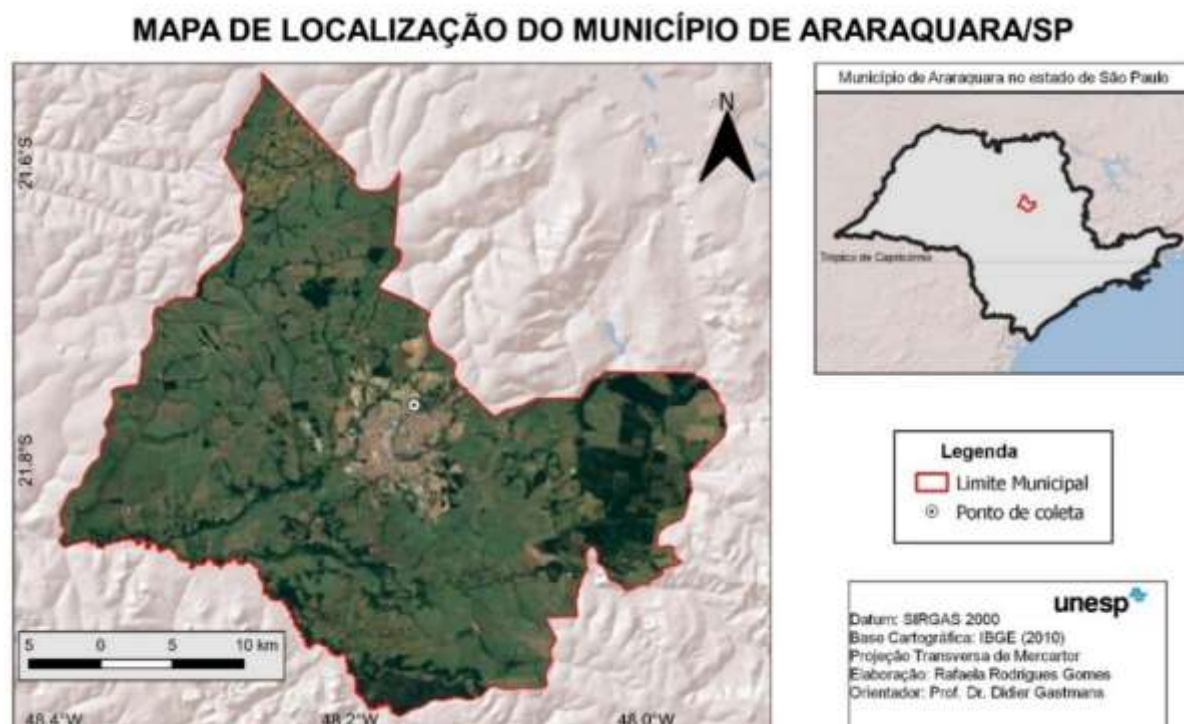 MAPA DE LOCALIZAÇÃO DO MUNICÍPIO DE ARARAQUARA/SP
N
21.6°S
21.8°S
48.4°W
48.2°W
48.0°W
5 0 5 10 km
Município de Araraquara no estado de São Paulo
Trópico de Capricórnio
Legenda
Limite Municipal
Ponto de coleta
unesp
Datum: SIRGAS 2000
Base Cartográfica: IBGE (2010)
Projeção Transversa de Mercartor
Elaboração: Rafaela Rodrigues Gomes
Orientador: Prof. Dr. Didier Gastmans